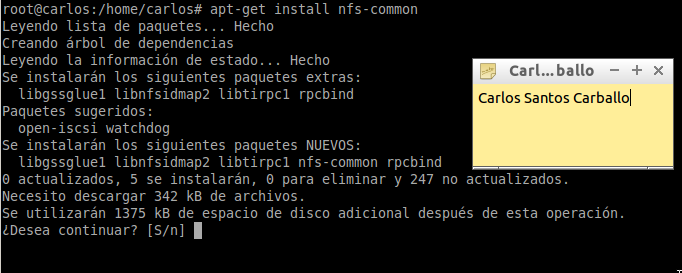 root@carlos:/home/carlos# apt-get install nfs-common
Leyendo lista de paquetes... Hecho
Creando árbol de dependencias
Leyendo la información de estado... Hecho
Se instalarán los siguientes paquetes extras:
  libgssglue1 libnfsidmap2 libtirpc1 rpcbind
Paquetes sugeridos:
  open-iscsi watchdog
Se instalarán los siguientes paquetes NUEVOS:
  libgssglue1 libnfsidmap2 libtirpc1 nfs-common rpcbind
0 actualizados, 5 se instalarán, 0 para eliminar y 247 no actualizados.
Necesito descargar 342 kB de archivos.
Se utilizarán 1375 kB de espacio de disco adicional después de esta operación.
¿Desea continuar? [S/n]
Carl...ballo
Carlos Santos Carballo